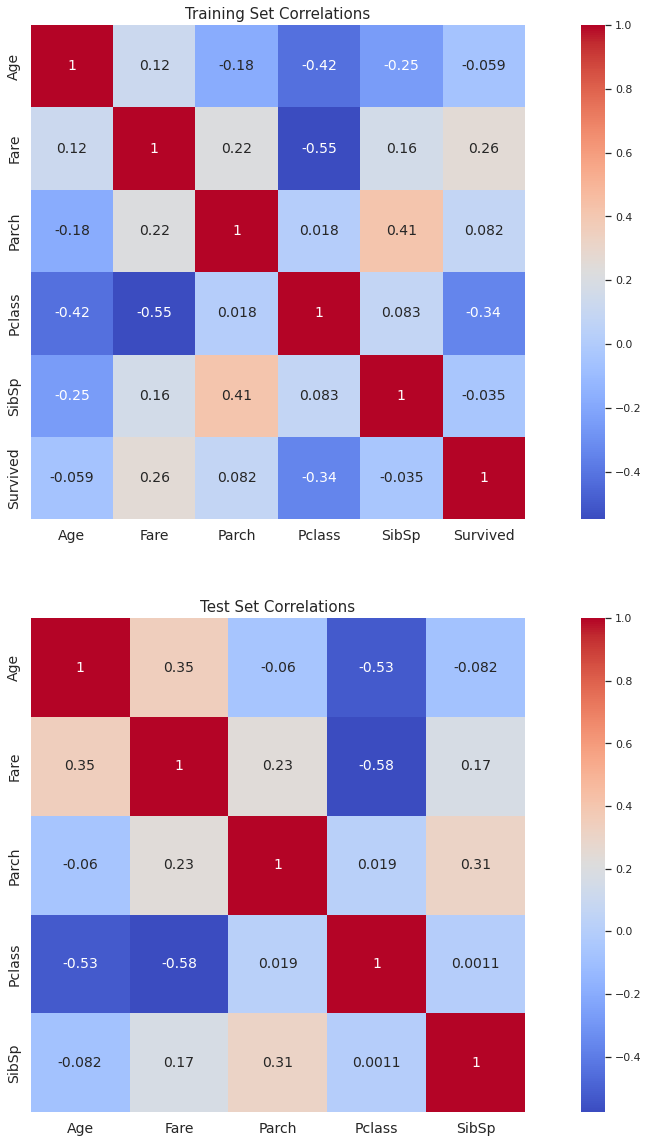 Training Set Correlations
Age 1 0.12 -0.18 -0.42 -0.25 -0.059
Fare 0.12 1 0.22 -0.55 0.16 0.26
Parch -0.18 0.22 1 0.018 0.41 0.082
Pclass -0.42 -0.55 0.018 1 0.083 -0.34
SibSp -0.25 0.16 0.41 0.083 1 -0.035
Survived -0.059 0.26 0.082 -0.34 -0.035 1
Age Fare Parch Pclass SibSp Survived
1.0
0.8
0.6
0.4
0.2
0.0
−0.2
−0.4
Test Set Correlations
Age 1 0.35 -0.06 -0.53 -0.082
Fare 0.35 1 0.23 -0.58 0.17
Parch -0.06 0.23 1 0.019 0.31
Pclass -0.53 -0.58 0.019 1 0.0011
SibSp -0.082 0.17 0.31 0.0011 1
Age Fare Parch Pclass SibSp
1.0
0.8
0.6
0.4
0.2
0.0
−0.2
−0.4